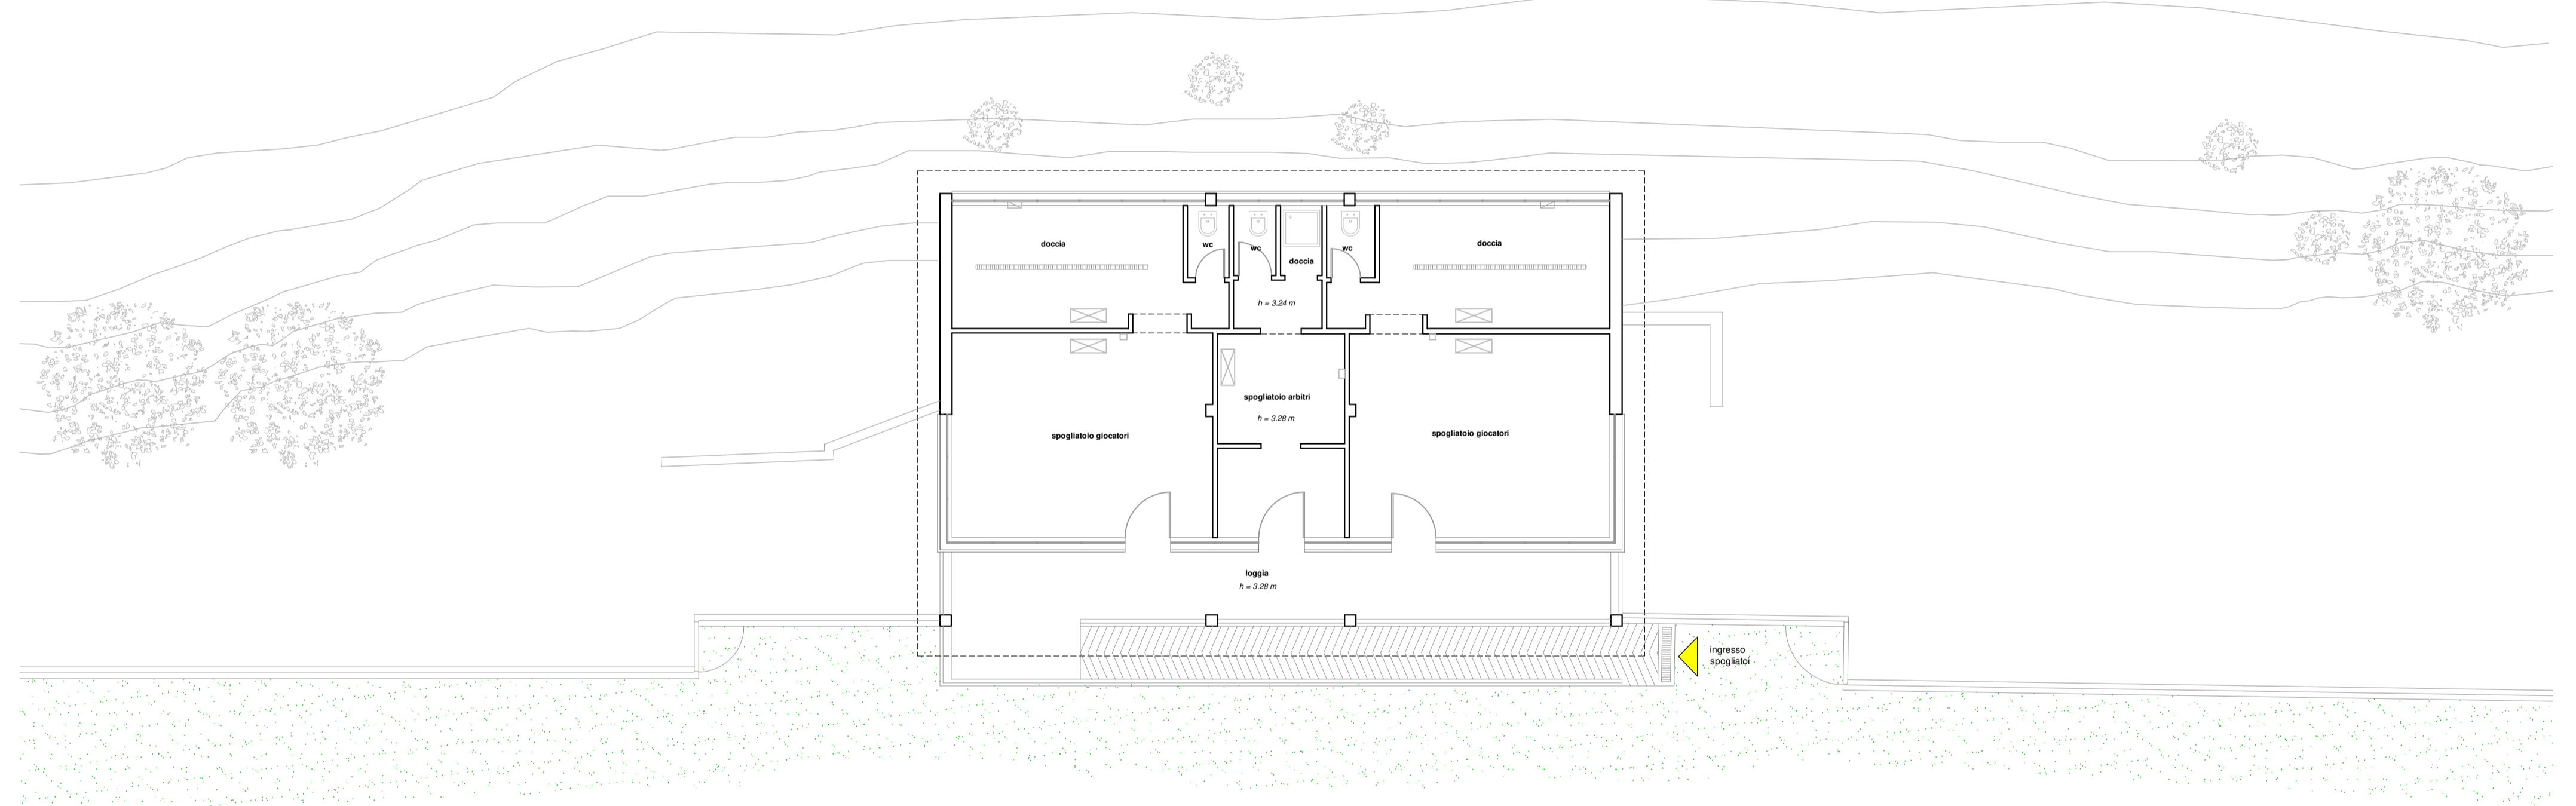 doccia
wc
wc
wc
doccia
doccia
h = 3.24 m
spogliatoio arbitri
h = 3.28 m
spogliatoio giocatori
spogliatoio giocatori
loggia
h = 3.28 m
ingresso
spogliatoi